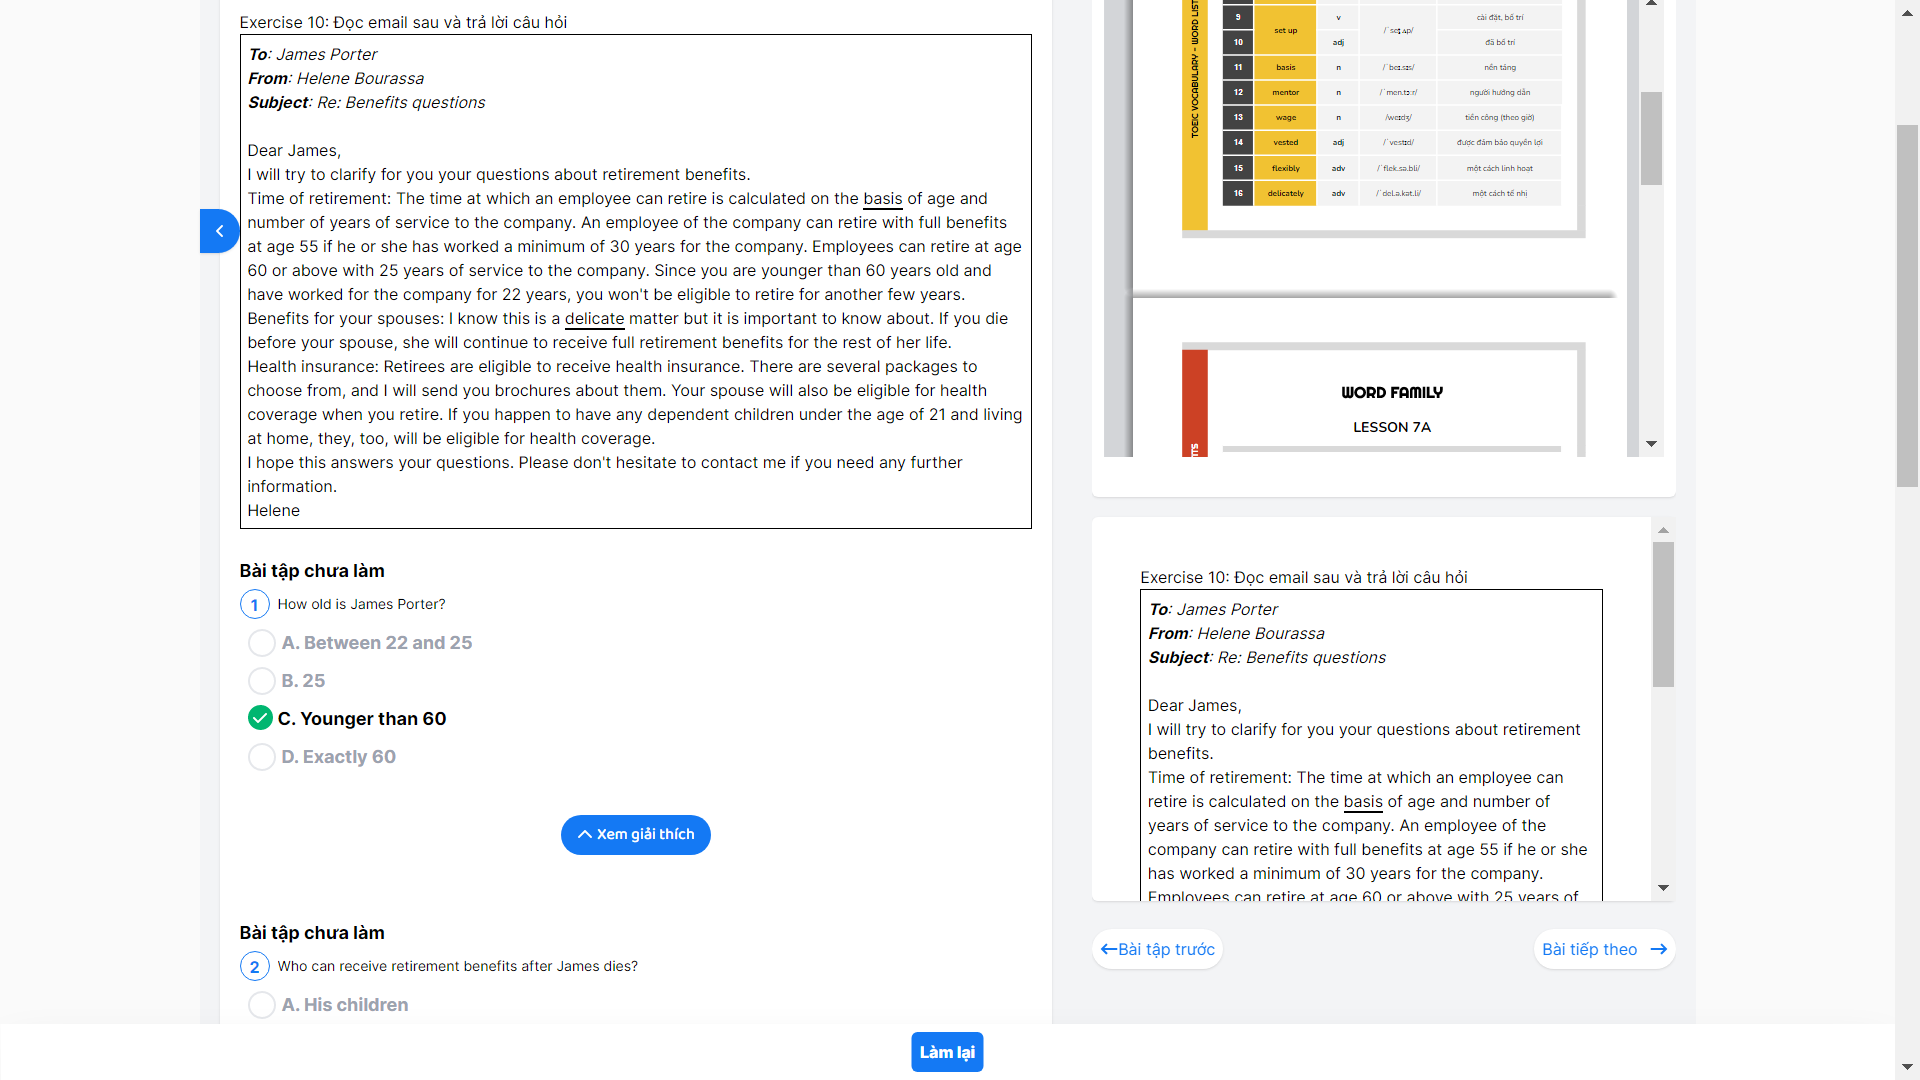 Exercise 10: Đọc email sau và trả lời câu hỏi
To: James Porter
From: Helene Bourassa
Subject: Re: Benefits questions
Dear James,
I will try to clarify for you your questions about retirement benefits.
Time of retirement: The time at which an employee can retire is calculated on the basis of age and
number of years of service to the company. An employee of the company can retire with full benefits
at age 55 if he or she has worked a minimum of 30 years for the company. Employees can retire at age
60 or above with 25 years of service to the company. Since you are younger than 60 years old and
have worked for the company for 22 years, you won't be eligible to retire for another few years.
Benefits for your spouses: I know this is a delicate matter but it is important to know about. If you die
before your spouse, she will continue to receive full retirement benefits for the rest of her life.
Health insurance: Retirees are eligible to receive health insurance. There are several packages to
choose from, and I will send you brochures about them. Your spouse will also be eligible for health
coverage when you retire. If you happen to have any dependent children under the age of 21 and living
at home, they, too, will be eligible for health coverage.
I hope this answers your questions. Please don't hesitate to contact me if you need any further
information.
Helene
Bài tập chưa làm
1 How old is James Porter?
A. Between 22 and 25
B. 25
C. Younger than 60
D. Exactly 60
Xem giải thích
Bài tập chưa làm
2 Who can receive retirement benefits after James dies?
A. His children
Làm lại
TOEIC VOCABULARY - WORD LIST
9 set up v /ˈset ʌp/ cài đặt, bố trí
10 adj đã bố trí
11 basis n /ˈbeɪ.sɪs/ nền tảng
12 mentor n /ˈmen.tɔːr/ người hướng dẫn
13 wage n /weɪdʒ/ tiền công (theo giờ)
14 vested adj /ˈvestɪd/ được đảm bảo quyền lợi
15 flexibly adv /ˈflek.sə.bli/ một cách linh hoạt
16 delicately adv /ˈdel.ə.kət.li/ một cách tế nhị
WORD FAMILY
LESSON 7A
Exercise 10: Đọc email sau và trả lời câu hỏi
To: James Porter
From: Helene Bourassa
Subject: Re: Benefits questions
Dear James,
I will try to clarify for you your questions about retirement
benefits.
Time of retirement: The time at which an employee can
retire is calculated on the basis of age and number of
years of service to the company. An employee of the
company can retire with full benefits at age 55 if he or she
has worked a minimum of 30 years for the company.
Employees can retire at age 60 or above with 25 years of
Bài tập trước
Bài tiếp theo